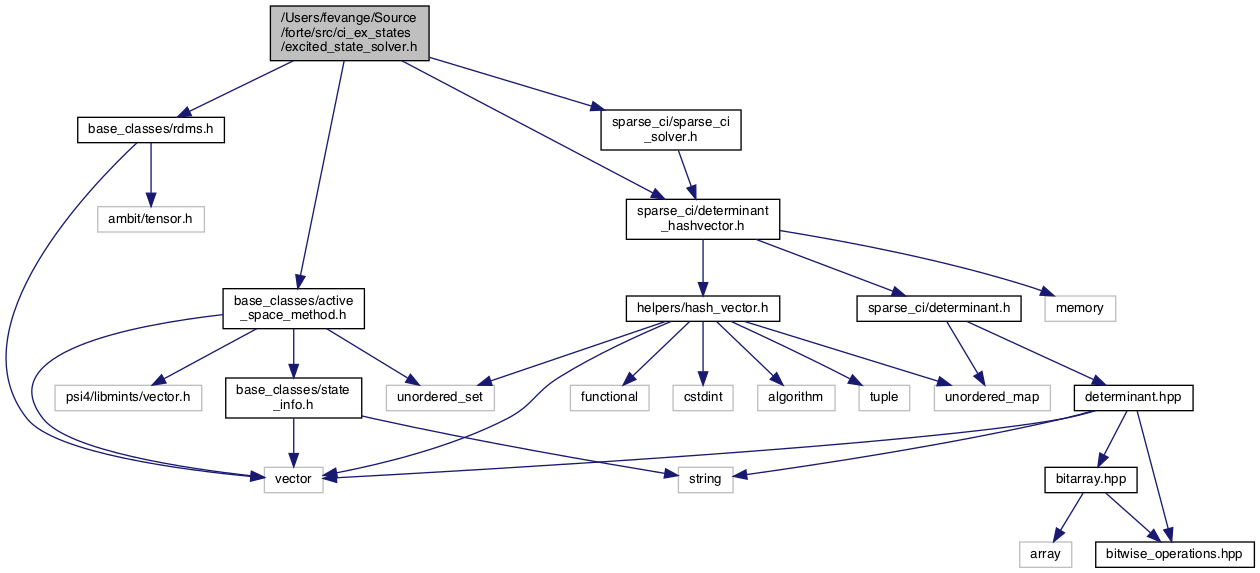 /Users/fevange/Source
/forte/src/ci_ex_states
/excited_state_solver.h
base_classes/rdms.h
sparse_ci/sparse_ci
_solver.h
ambit/tensor.h
sparse_ci/determinant
_hashvector.h
base_classes/active
_space_method.h
helpers/hash_vector.h
sparse_ci/determinant.h
memory
psi4/libmints/vector.h
base_classes/state
_info.h
unordered_set
functional
cstdint
algorithm
tuple
unordered_map
determinant.hpp
vector
string
bitarray.hpp
array
bitwise_operations.hpp